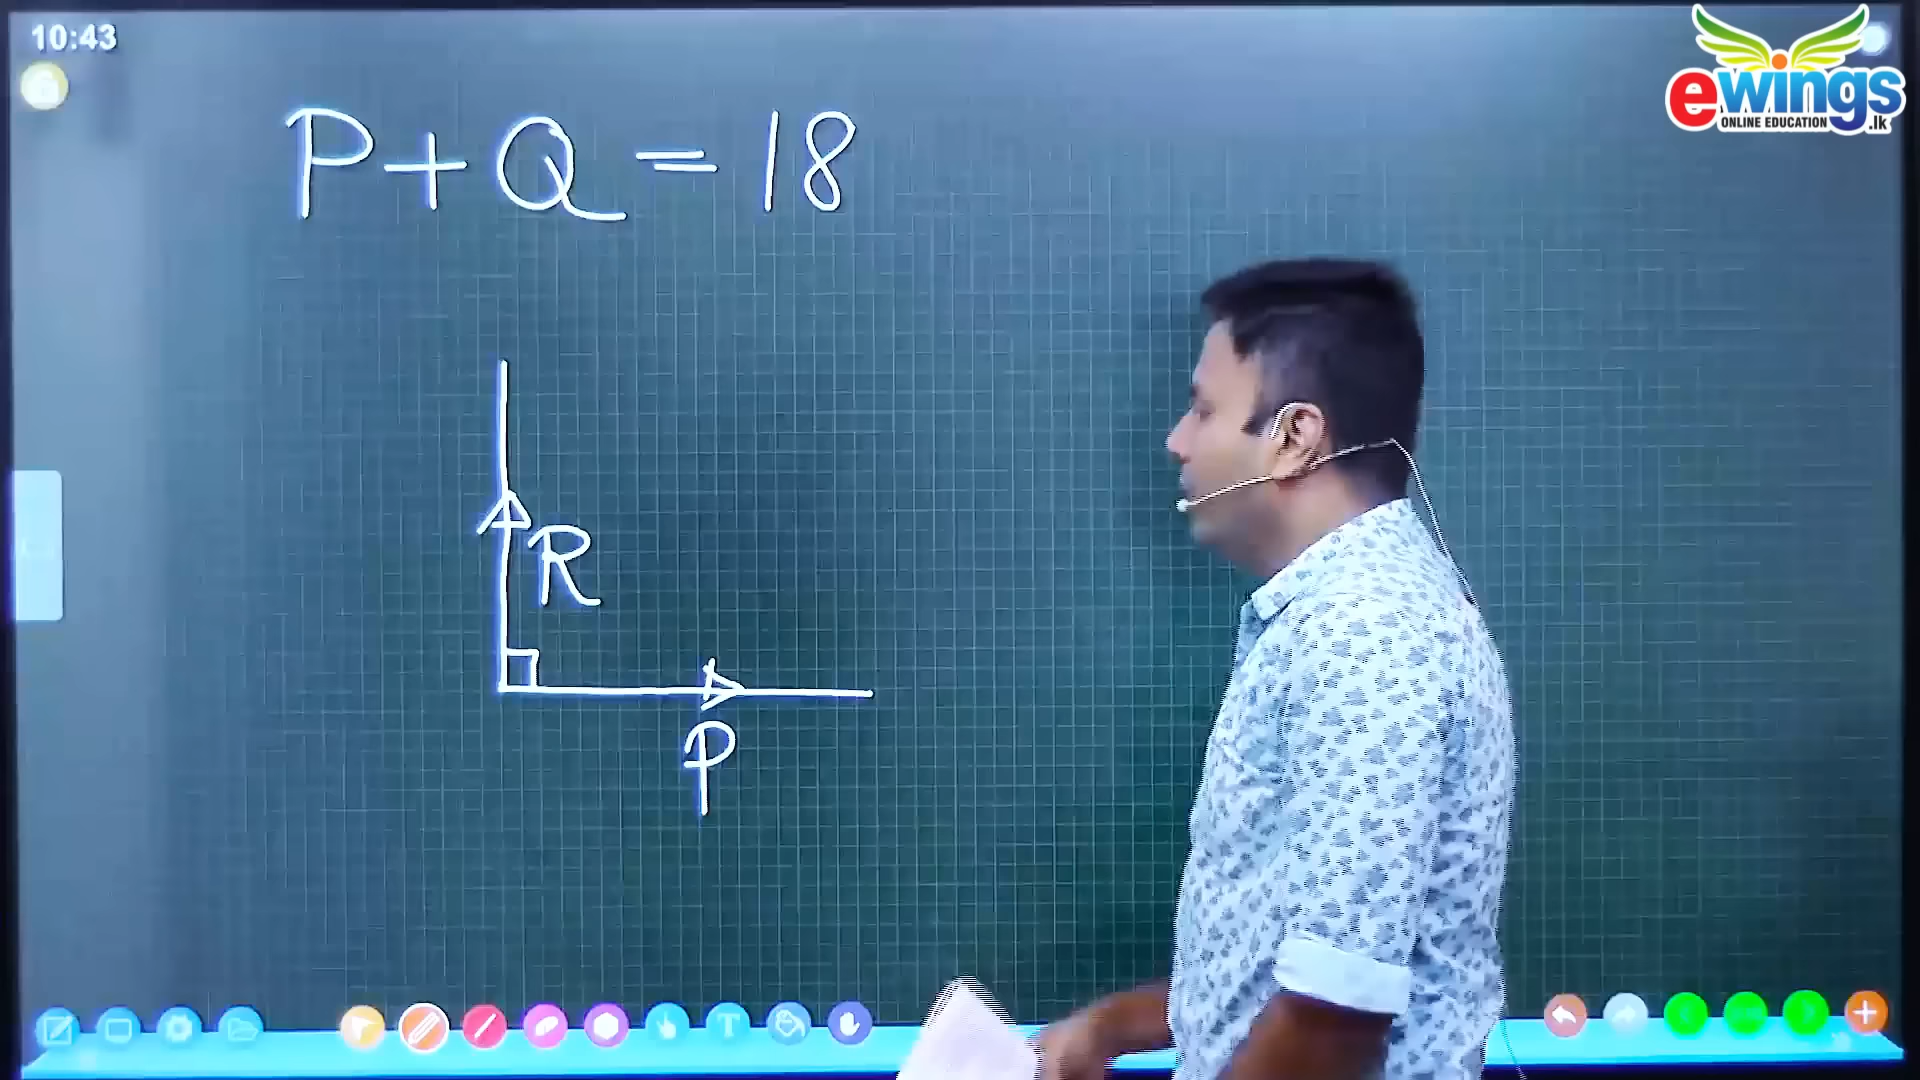 10:43
ewings
ONLINE EDUCATION .lk
P+Q = 18
R
P
T